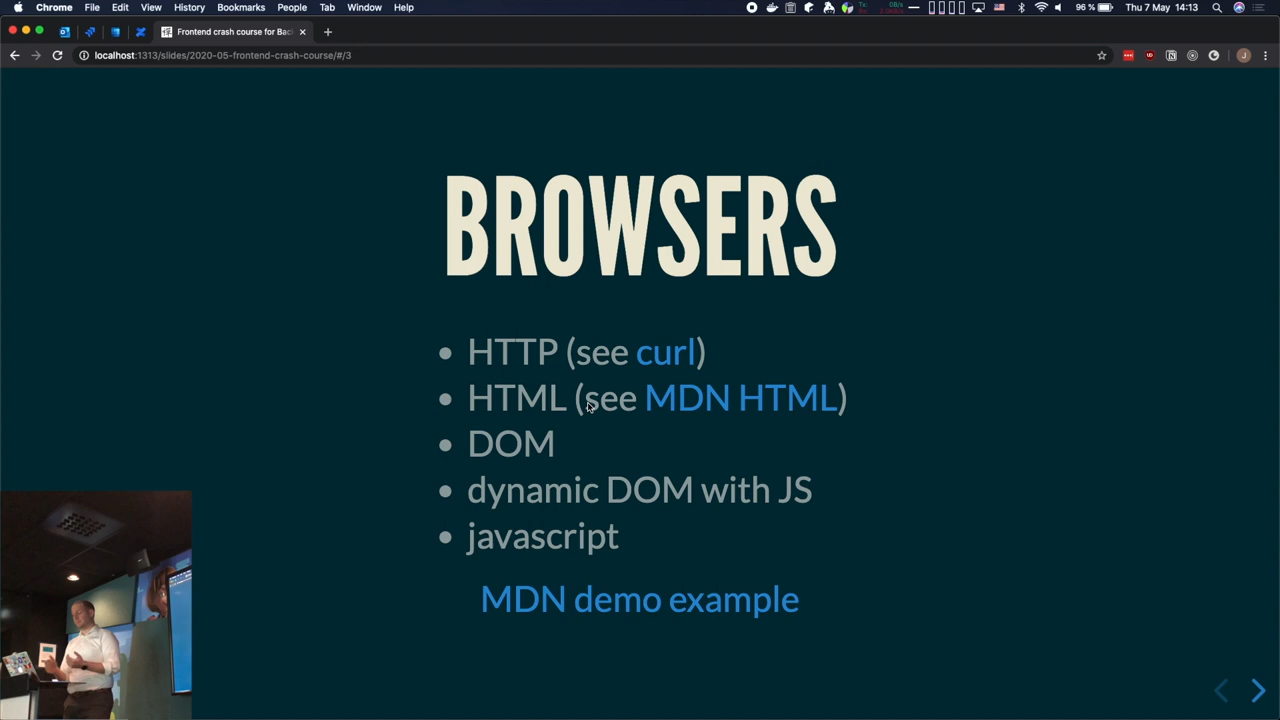 Chrome File Edit View History Bookmarks People Tab Window Help 96 % Thu 7 May 14:13
Frontend crash course for Bac
localhost:1313/slides/2020-05-frontend-crash-course/#/3
BROWSERS
HTTP (see curl)
HTML (see MDN HTML)
DOM
dynamic DOM with JS
javascript
MDN demo example